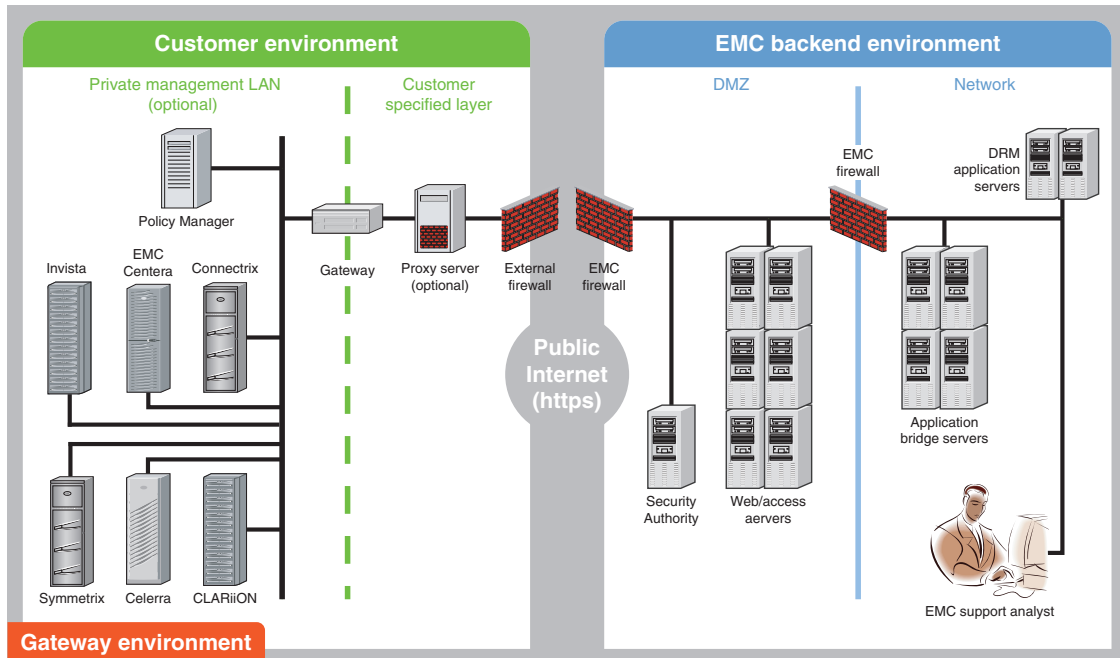 Customer environment
EMC backend environment
Private management LAN
(optional)
Customer
specified layer
DMZ
Network
Policy Manager
EMC
firewall
DRM
application
servers
Invista
EMC
Centera
Connectrix
Gateway
Proxy server
(optional)
External
firewall
EMC
firewall
Public
Internet
(https)
Application
bridge servers
Security
Authority
Web/access
aervers
Symmetrix
Celerra
CLARiiON
EMC support analyst
Gateway environment